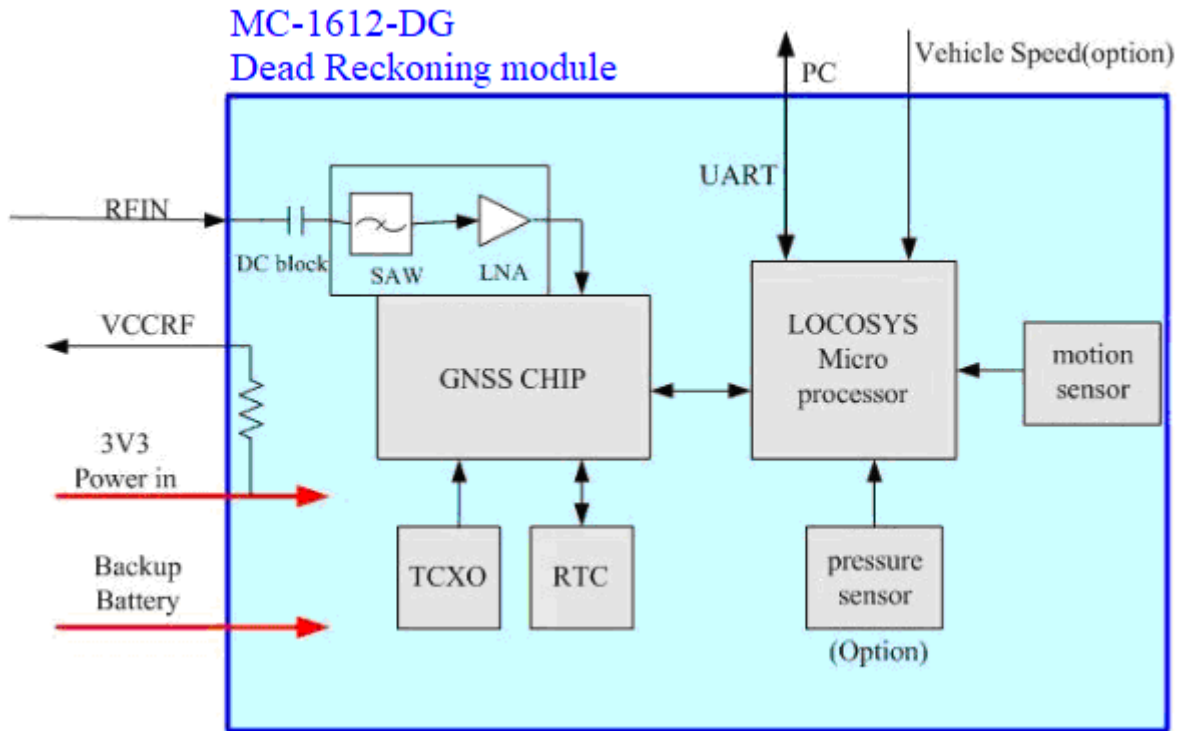 MC-1612-DG
Dead Reckoning module
PC
Vehicle Speed(option)
UART
RFIN
DC block
SAW
LNA
VCCRF
GNSS CHIP
LOCOSYS
Micro
processor
motion
sensor
3V3
Power in
TCXO
RTC
pressure
sensor
(Option)
Backup
Battery